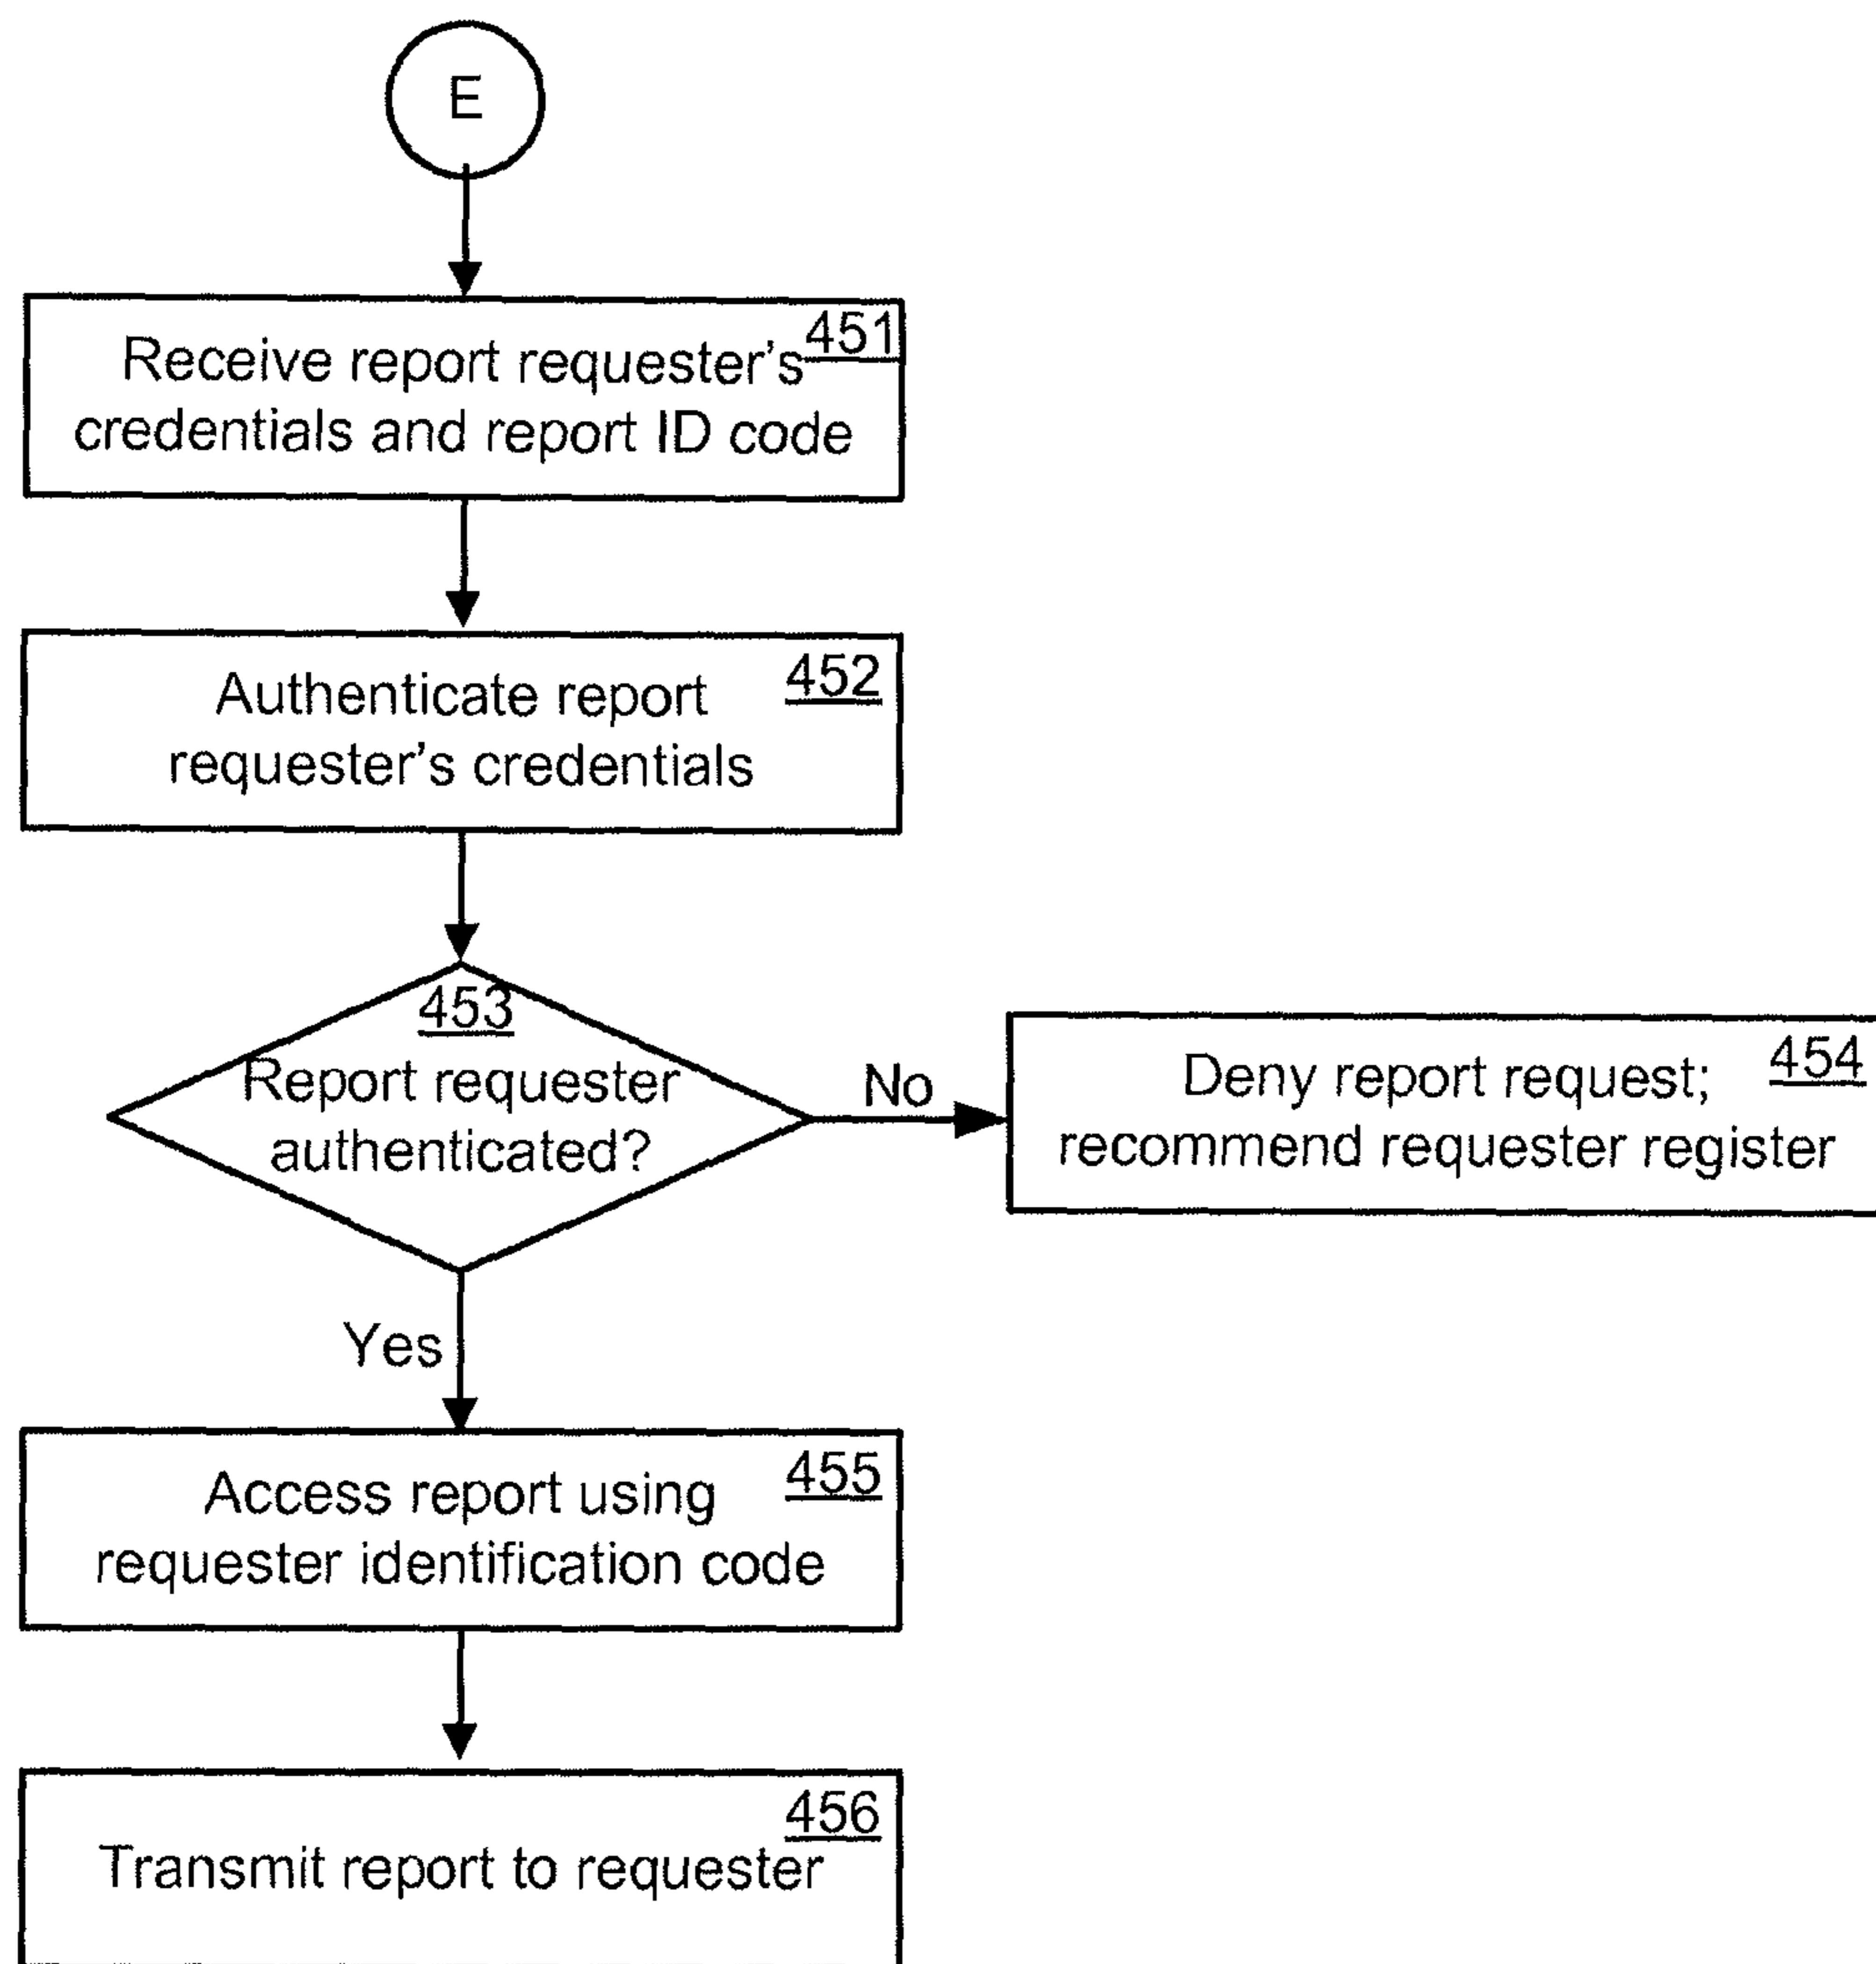 E
451
Receive report requester's
credentials and report ID code
452
Authenticate report
requester's credentials
453
Report requester
authenticated?
No
454
Deny report request;
recommend requester register
Yes
455
Access report using
requester identification code
456
Transmit report to requester